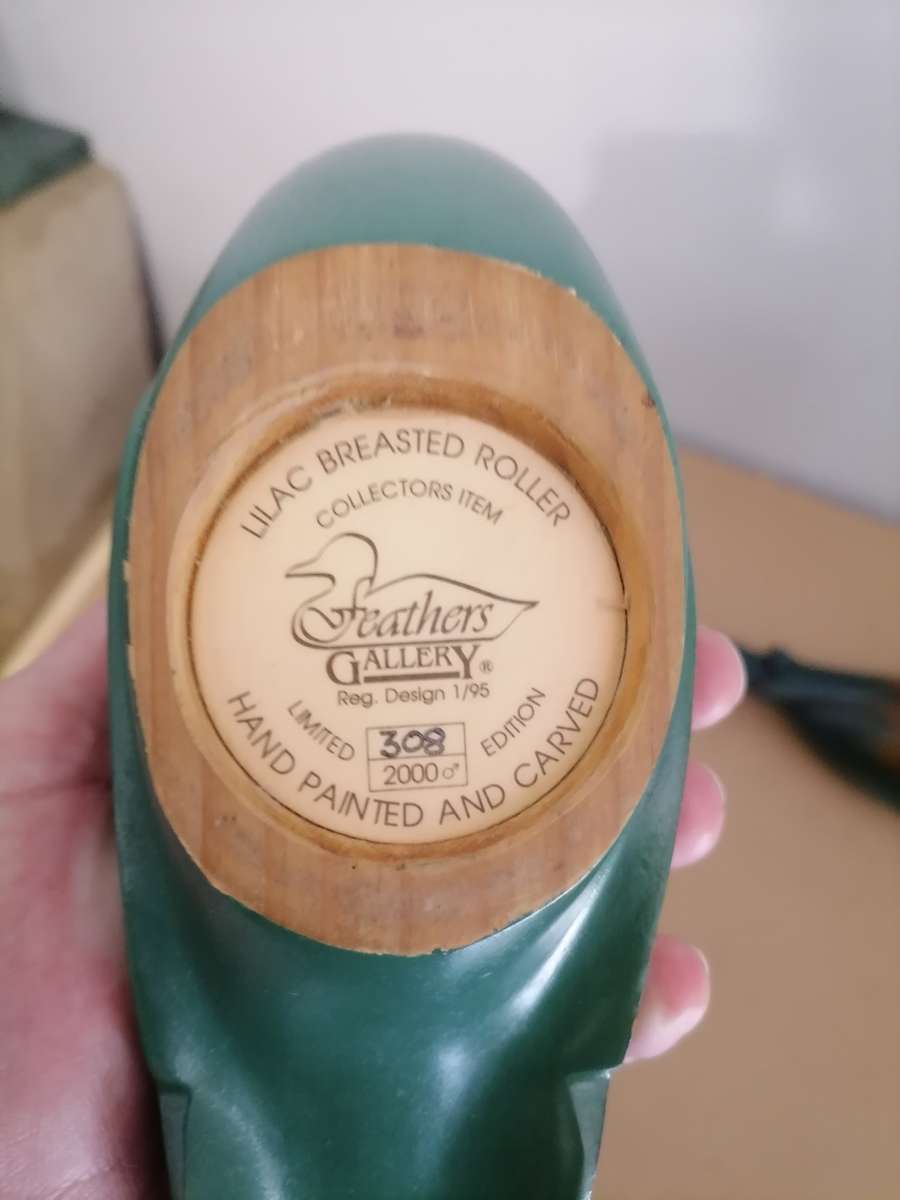 LILAC BREASTED ROLLER
COLLECTORS ITEM
Feathers
GALLERY®
Reg. Design 1/95
LIMITED
308
2000♂
EDITION
HAND PAINTED AND CARVED